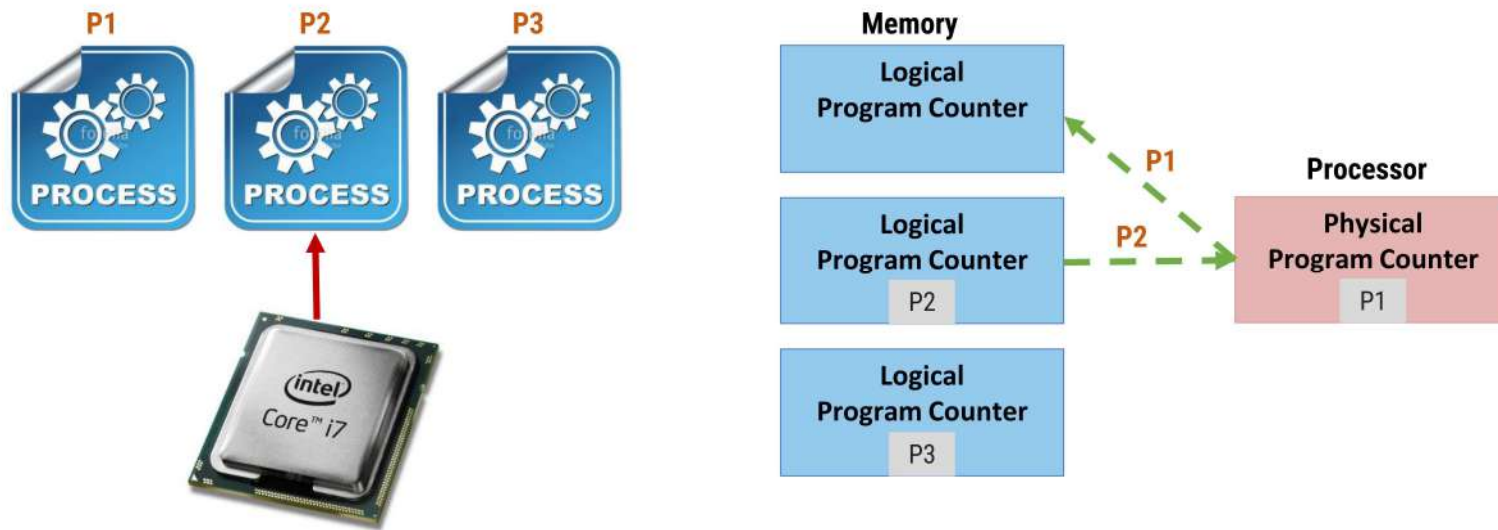 P1
P2
P3
PROCESS
PROCESS
PROCESS
intel
Core™ i7
Memory
Logical
Program Counter
Logical
Program Counter
P2
Logical
Program Counter
P3
P1
P2
Processor
Physical
Program Counter
P1